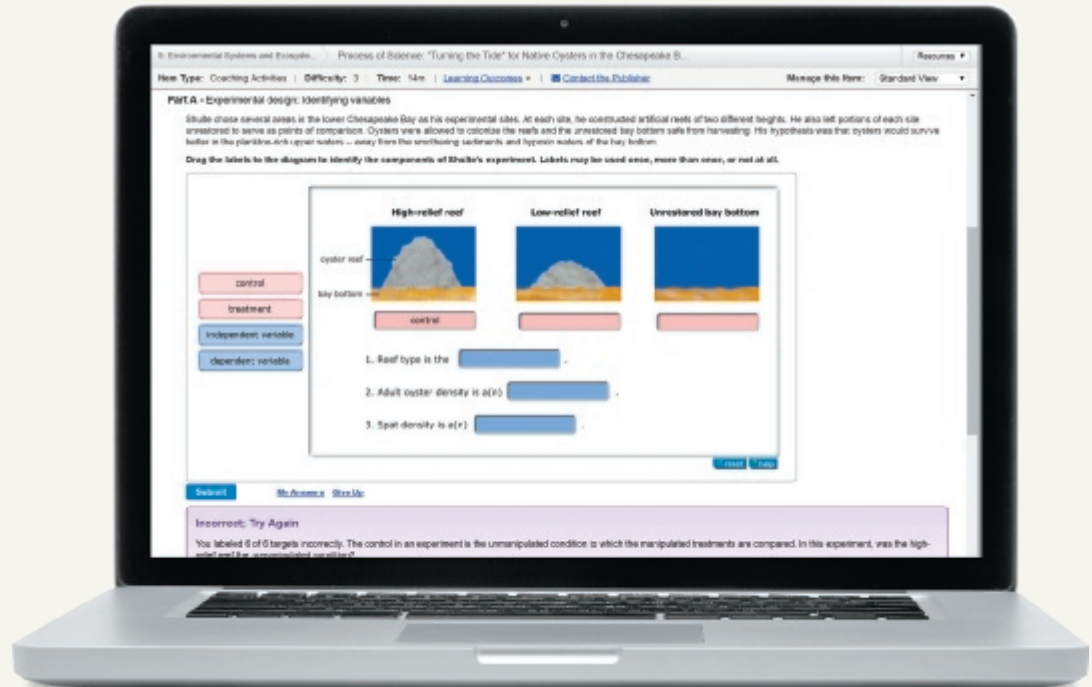 8: Environmental Systems and Ecosyste... Process of Science: "Turning the Tide" for Native Oysters in the Chesapeake B... Resources
Item Type: Coaching Activities | Difficulty: 3 | Time: 14m | Learning Outcomes | Contact the Publisher Manage this Item: Standard View
Part A - Experimental design: Identifying variables
Shulte chose several areas in the lower Chesapeake Bay as his experimental sites. At each site, he constructed artificial reefs of two different heights. He also left portions of each site
unrestored to serve as points of comparison. Oysters were allowed to colonize the reefs and the unrestored bay bottom safe from harvesting. His hypothesis was that oysters would survive
better in the plankton-rich upper waters -- away from the smothering sediments and hypoxic waters of the bay bottom.
Drag the labels to the diagram to identify the components of Shulte's experiment. Labels may be used once, more than once, or not at all.
High-relief reef Low-relief reef Unrestored bay bottom
oyster reef
control
bay bottom
treatment
control
independent variable
1. Reef type is the .
dependent variable
2. Adult oyster density is a(n) .
3. Spat density is a(n) .
reset help
Submit My Answers Give Up
Incorrect; Try Again
You labeled 6 of 6 targets incorrectly. The control in an experiment is the unmanipulated condition to which the manipulated treatments are compared. In this experiment, was the high-
relief reef the unmanipulated condition?